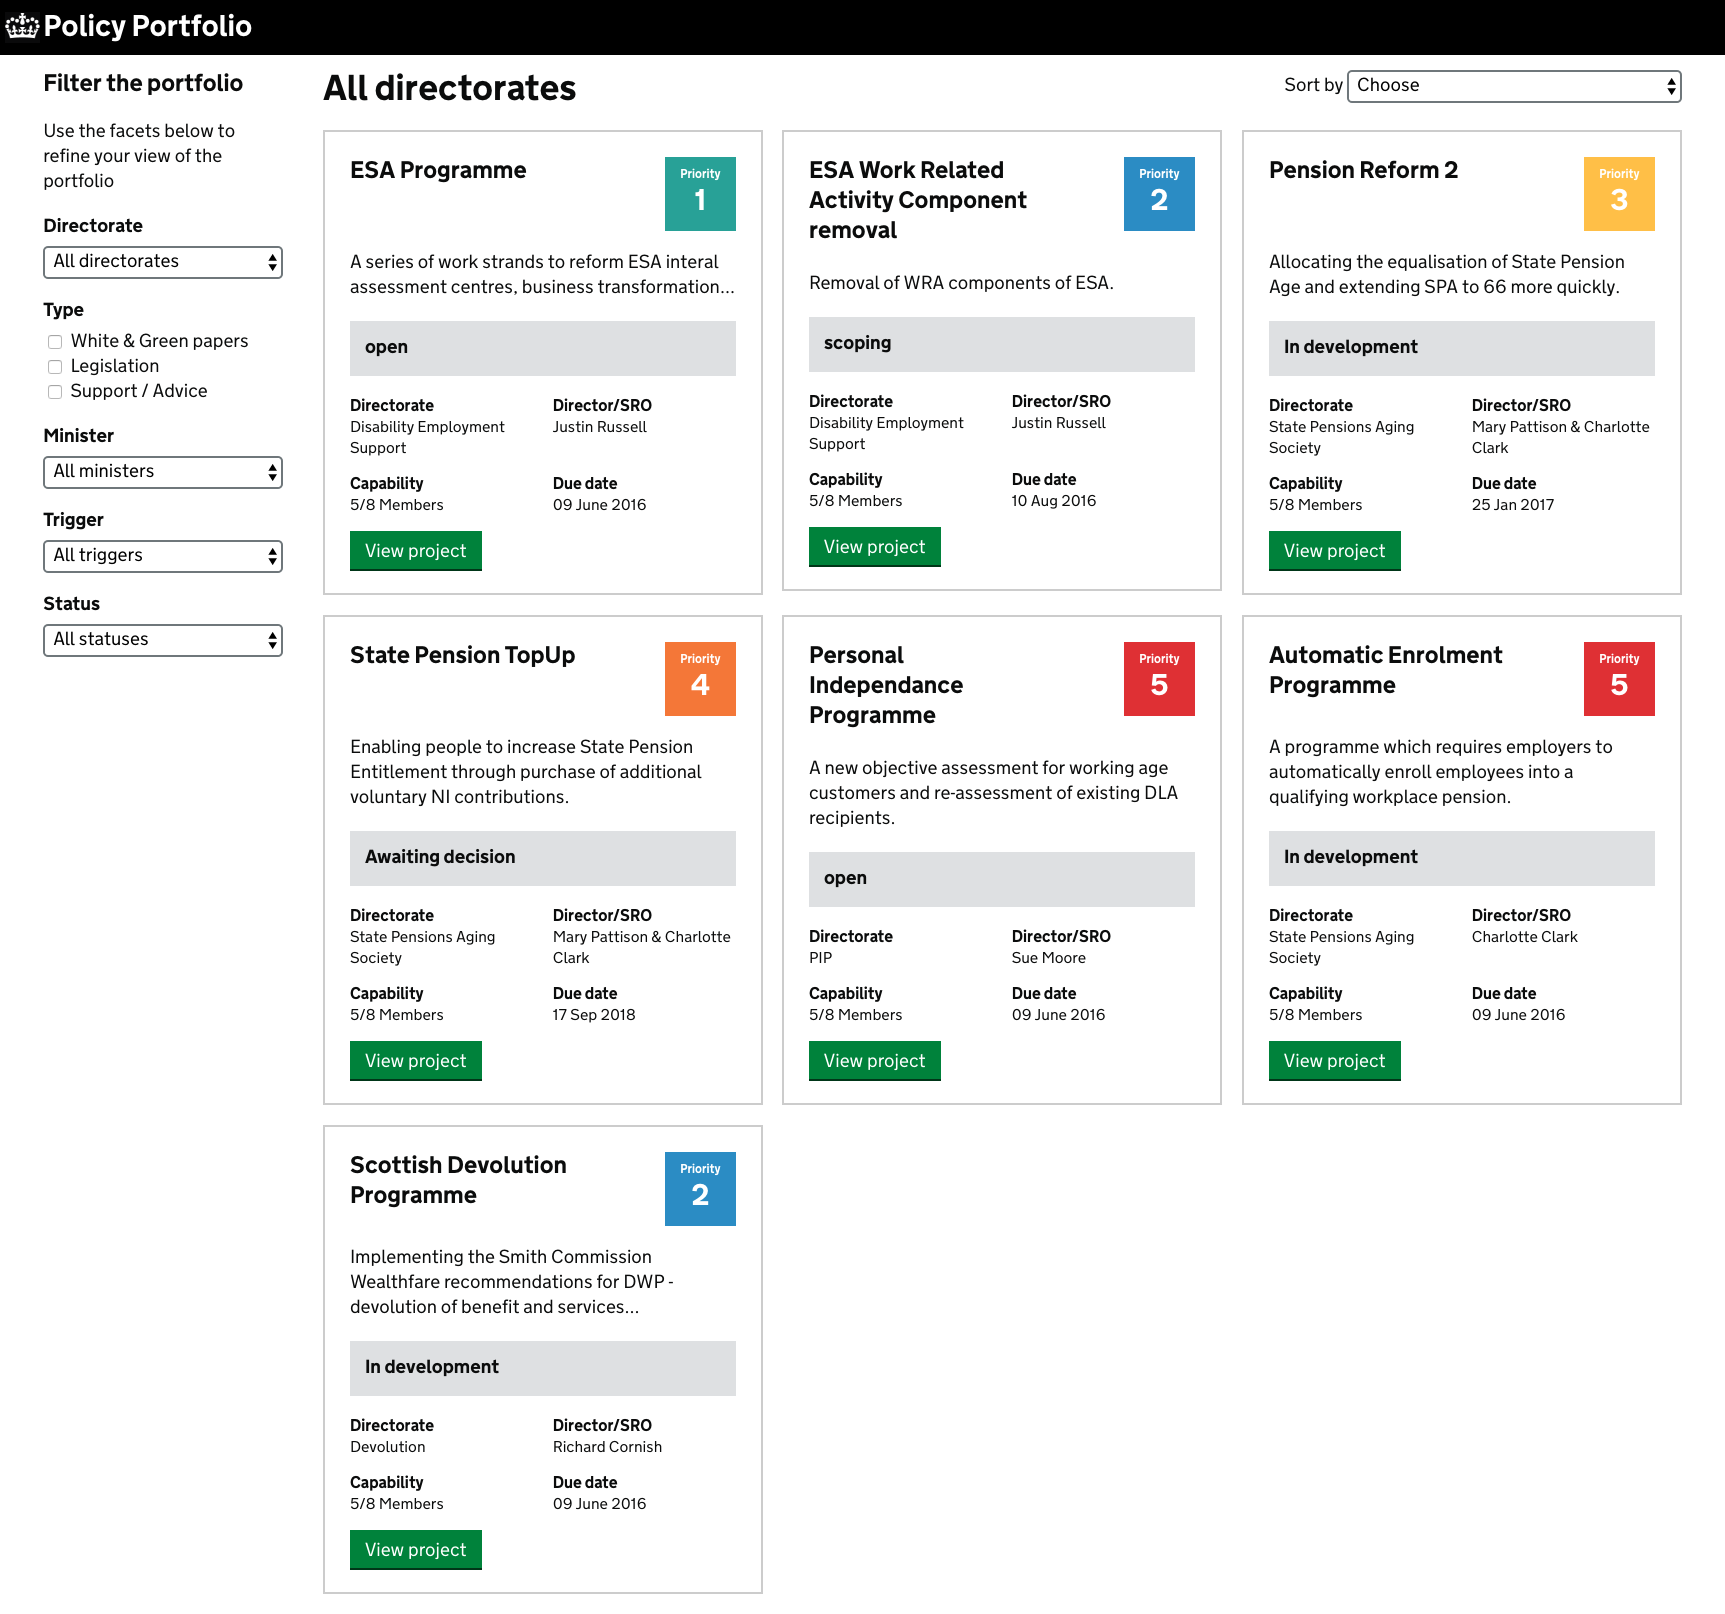 Policy Portfolio
Filter the portfolio
Use the facets below to
refine your view of the
portfolio
Directorate
All directorates
Type
White & Green papers
Legislation
Support / Advice
Minister
All ministers
Trigger
All triggers
Status
All statuses
All directorates
Sort by Choose
ESA Programme
Priority
1
A series of work strands to reform ESA interal
assessment centres, business transformation...
open
Directorate
Disability Employment
Support
Director/SRO
Justin Russell
Capability
5/8 Members
Due date
09 June 2016
View project
ESA Work Related
Activity Component
removal
Priority
2
Removal of WRA components of ESA.
scoping
Directorate
Disability Employment
Support
Director/SRO
Justin Russell
Capability
5/8 Members
Due date
10 Aug 2016
View project
Pension Reform 2
Priority
3
Allocating the equalisation of State Pension
Age and extending SPA to 66 more quickly.
In development
Directorate
State Pensions Aging
Society
Director/SRO
Mary Pattison & Charlotte
Clark
Capability
5/8 Members
Due date
25 Jan 2017
View project
State Pension TopUp
Priority
4
Enabling people to increase State Pension
Entitlement through purchase of additional
voluntary NI contributions.
Awaiting decision
Directorate
State Pensions Aging
Society
Director/SRO
Mary Pattison & Charlotte
Clark
Capability
5/8 Members
Due date
17 Sep 2018
View project
Personal
Independance
Programme
Priority
5
A new objective assessment for working age
customers and re-assessment of existing DLA
recipients.
open
Directorate
PIP
Director/SRO
Sue Moore
Capability
5/8 Members
Due date
09 June 2016
View project
Automatic Enrolment
Programme
Priority
5
A programme which requires employers to
automatically enroll employees into a
qualifying workplace pension.
In development
Directorate
State Pensions Aging
Society
Director/SRO
Charlotte Clark
Capability
5/8 Members
Due date
09 June 2016
View project
Scottish Devolution
Programme
Priority
2
Implementing the Smith Commission
Wealthfare recommendations for DWP -
devolution of benefit and services...
In development
Directorate
Devolution
Director/SRO
Richard Cornish
Capability
5/8 Members
Due date
09 June 2016
View project